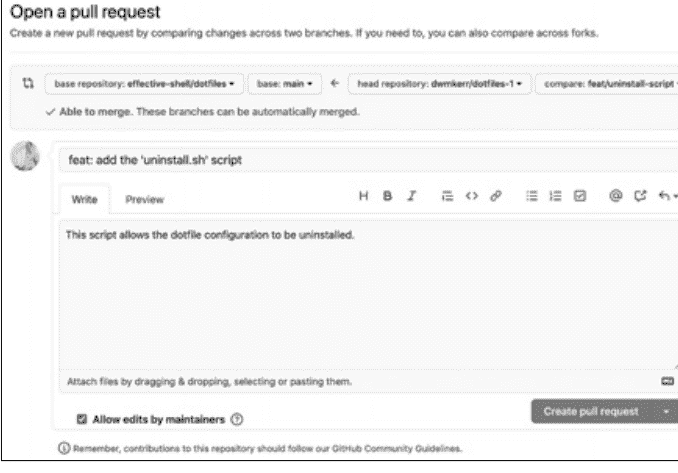 Open a pull request
Create a new pull request by comparing changes across two branches. If you need to, you can also compare across forks.
base repository: effective-shell/dotfiles base: main ← head repository: dwmkerr/dotfiles-1 compare: feat/uninstall-script
✓ Able to merge. These branches can be automatically merged.
feat: add the 'uninstall.sh' script
Write Preview H B I
This script allows the dotfile configuration to be uninstalled.
Attach files by dragging & dropping, selecting or pasting them.
Allow edits by maintainers
Create pull request
Remember, contributions to this repository should follow our GitHub Community Guidelines.